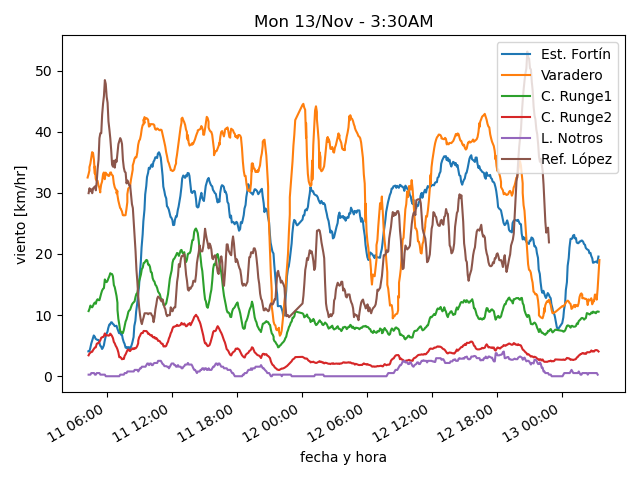 Mon 13/Nov - 3:30AM
Est. Fortín
Varadero
C. Runge1
C. Runge2
L. Notros
Ref. López
viento [km/hr]
50
40
30
20
10
0
11 06:00
11 12:00
11 18:00
12 00:00
12 06:00
12 12:00
12 18:00
13 00:00
fecha y hora